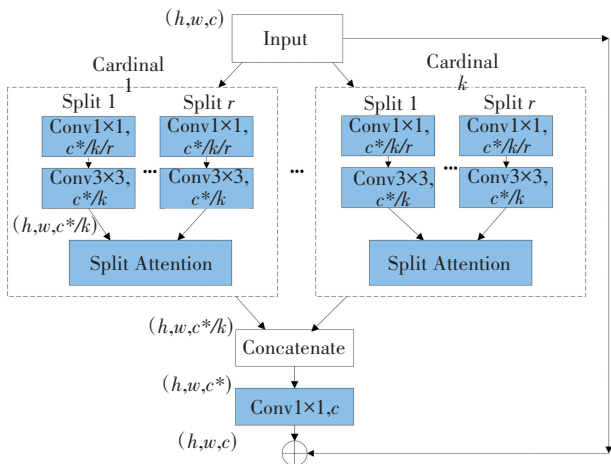 (h,w,c)
Input
Cardinal
1
Cardinal
k
Split 1
Split r
Split 1
Split r
Conv1×1,
c*/k/r
Conv1×1,
c*/k/r
Conv1×1,
c*/k/r
Conv1×1,
c*/k/r
...
...
...
Conv3×3,
c*/k
Conv3×3,
c*/k
Conv3×3,
c*/k
Conv3×3,
c*/k
(h,w,c*/k)
Split Attention
Split Attention
(h,w,c*/k)
Concatenate
(h,w,c*)
Conv1×1,c
(h,w,c)